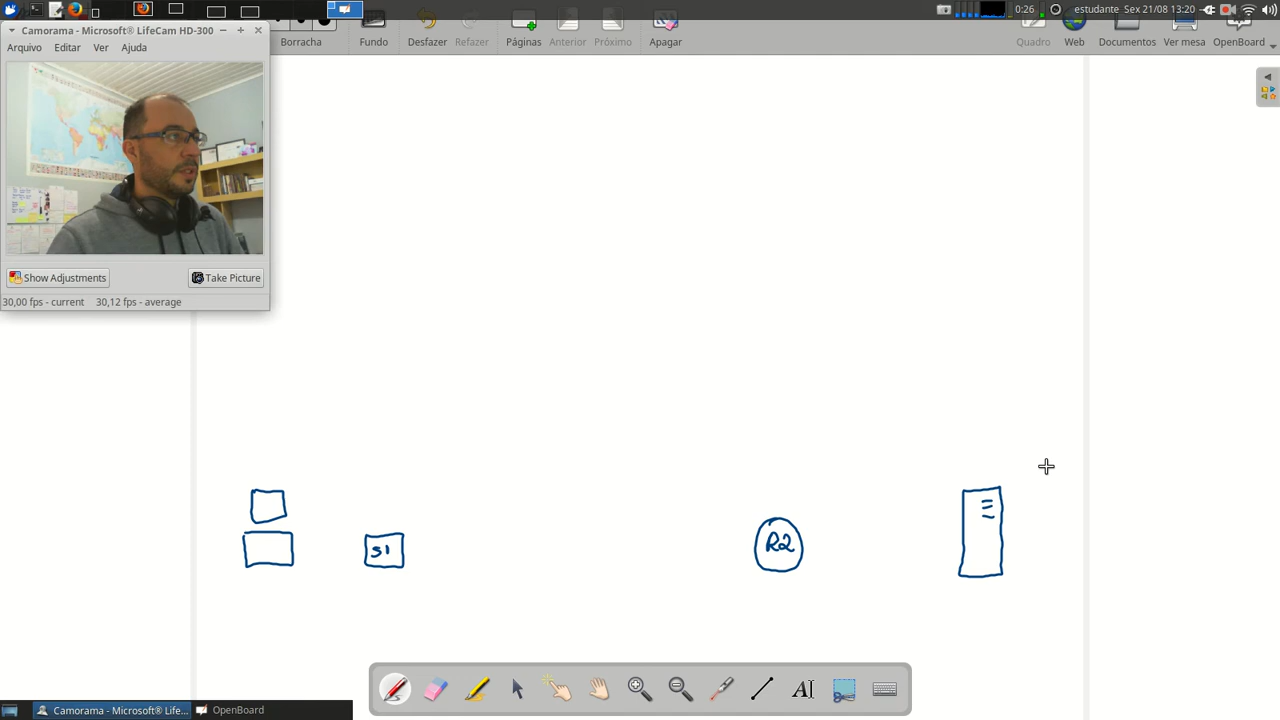 0:26
estudante Sex 21/08 13:20
Camorama - Microsoft® LifeCam HD-300
Arquivo Editar Ver Ajuda
Borracha Fundo Desfazer Refazer Páginas Anterior Próximo Apagar Quadro Web Documentos Ver mesa OpenBoard
Show Adjustments Take Picture
30,00 fps - current 30,12 fps - average
S1
R2
AI
Camorama - Microsoft® Life... OpenBoard